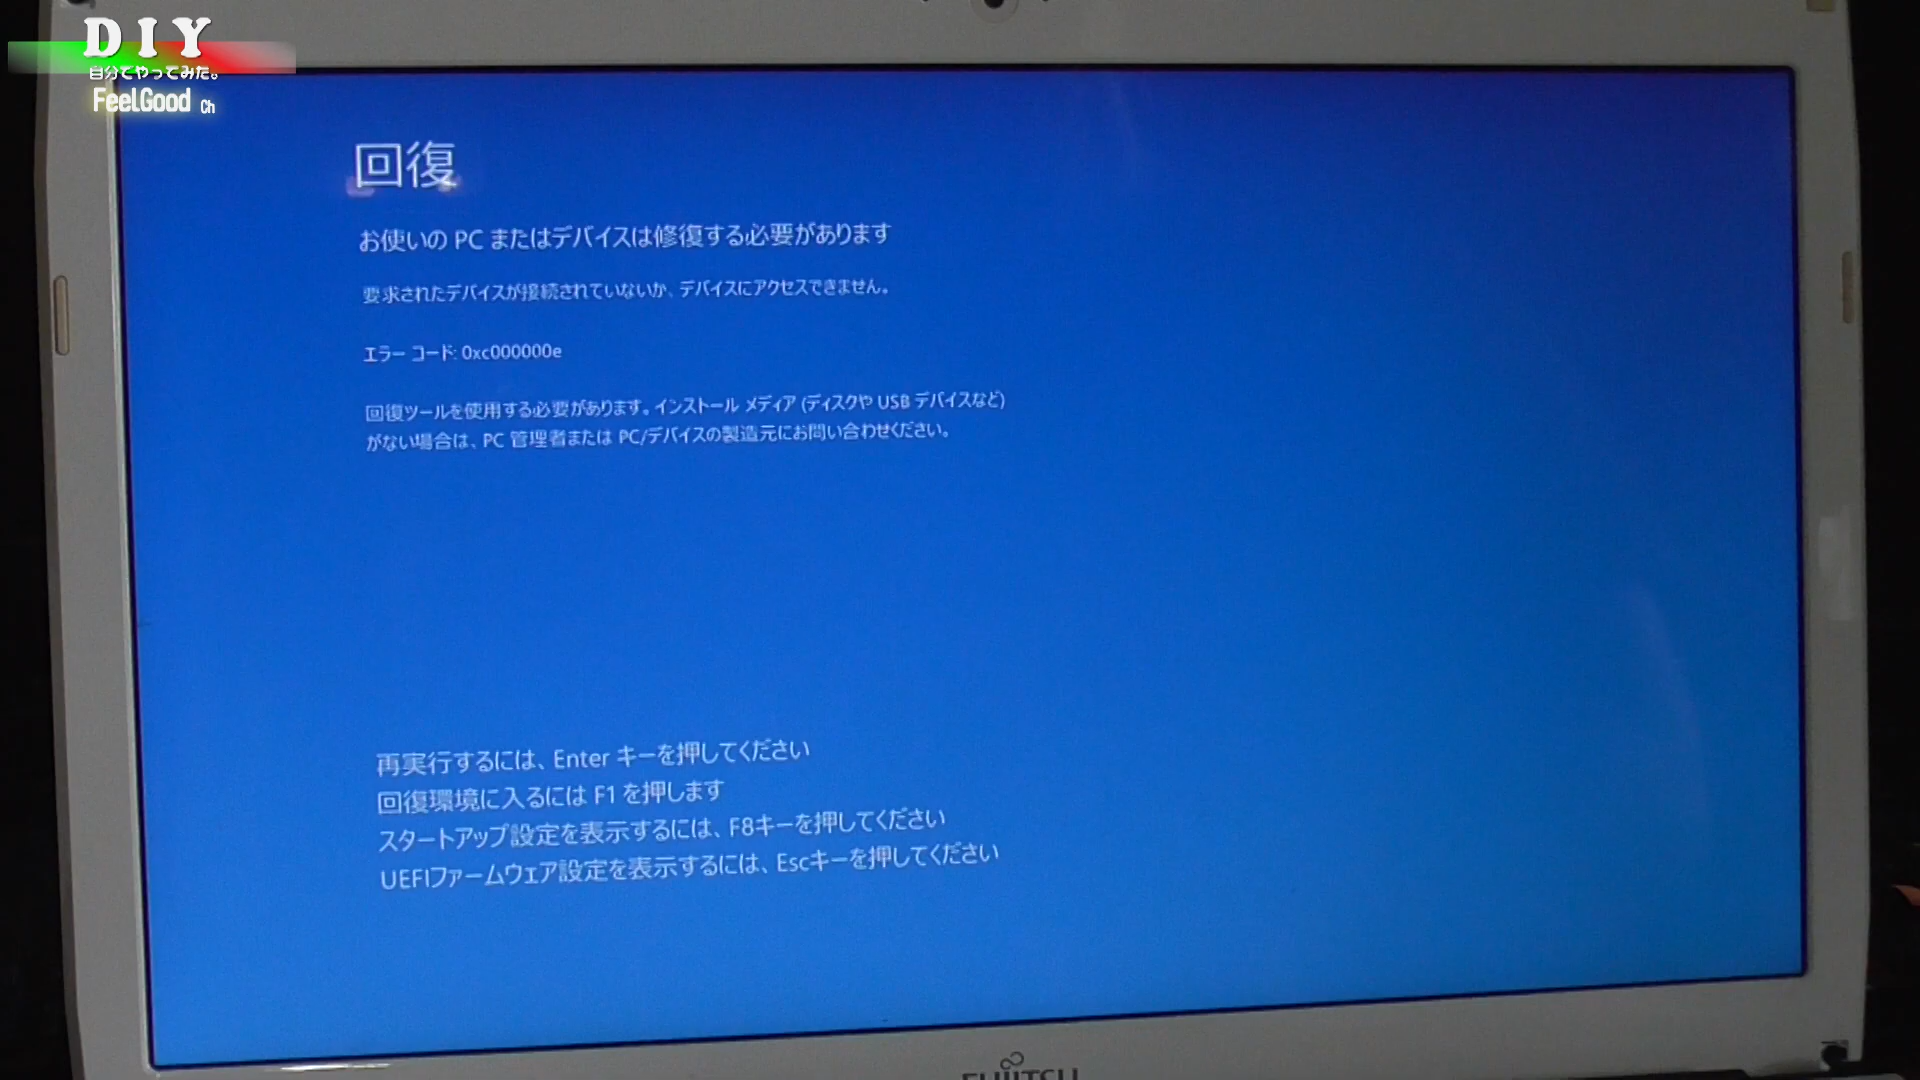 DIY
自分でやってみた。
FeelGood Ch
回復
お使いの PC またはデバイスは修復する必要があります
要求されたデバイスが接続されていないか、デバイスにアクセスできません。
エラー コード: 0xc000000e
回復ツールを使用する必要があります。インストール メディア (ディスクや USB デバイスなど)
がない場合は、PC 管理者または PC/デバイスの製造元にお問い合わせください。
再実行するには、Enter キーを押してください
回復環境に入るには F1 を押します
スタートアップ設定を表示するには、F8キーを押してください
UEFIファームウェア設定を表示するには、Escキーを押してください
FUJITSU